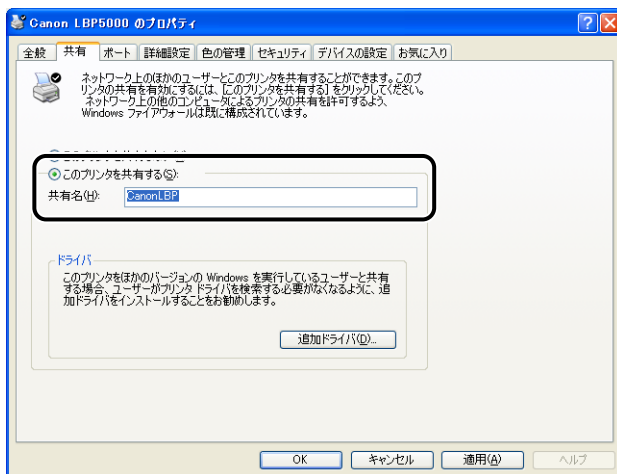 Canon LBP5000 のプロパティ
全般 共有 ポート 詳細設定 色の管理 セキュリティ デバイスの設定 お気に入り
ネットワーク上のほかのユーザーとこのプリンタを共有することができます。このプ
リンタの共有を有効にするには、[このプリンタを共有する] をクリックしてください。
ネットワーク上の他のコンピュータによるプリンタの共有を許可するよう、
Windows ファイアウォールは既に構成されています。
このプリンタを共有する(S):
共有名(H): CanonLBP
ドライバ
このプリンタをほかのバージョンの Windows を実行しているユーザーと共有
する場合、ユーザーがプリンタ ドライバを検索する必要がなくなるように、追
加ドライバをインストールすることをお勧めします。
追加ドライバ(D)...
OK キャンセル 適用(A) ヘルプ